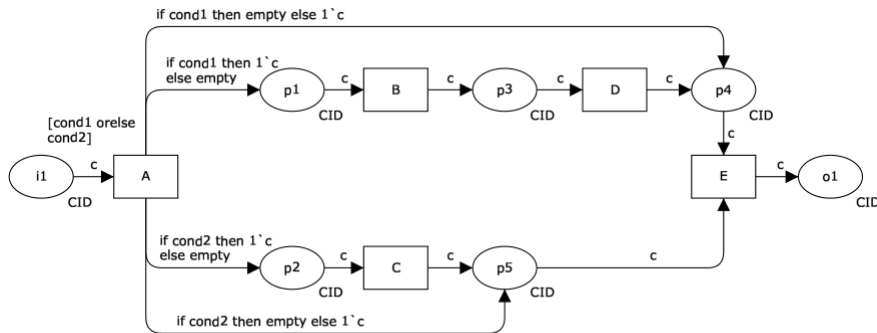 if cond1 then empty else 1`c
if cond1 then 1`c
else empty
c
c
c
c
p1
B
p3
D
p4
CID
CID
CID
[cond1 orelse
cond2]
c
c
c
i1
A
E
o1
CID
CID
if cond2 then 1`c
else empty
c
c
c
p2
C
p5
CID
CID
if cond2 then empty else 1`c